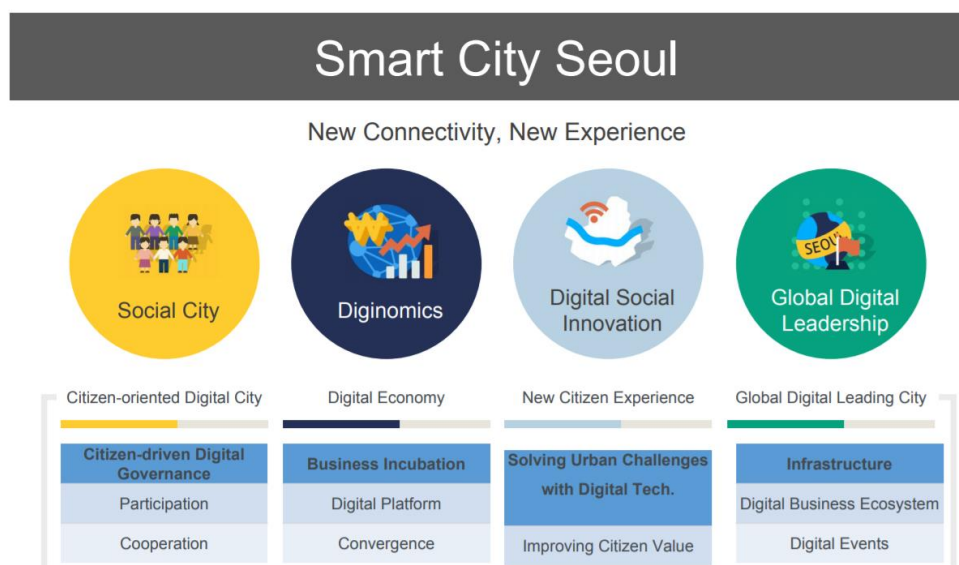 Smart City Seoul
New Connectivity, New Experience
SEOUL
Social City
Diginomics
Digital Social
Innovation
Global Digital
Leadership
Citizen-oriented Digital City
Digital Economy
New Citizen Experience
Global Digital Leading City
Citizen-driven Digital
Governance
Participation
Cooperation
Business Incubation
Digital Platform
Convergence
Solving Urban Challenges
with Digital Tech.
Improving Citizen Value
Infrastructure
Digital Business Ecosystem
Digital Events